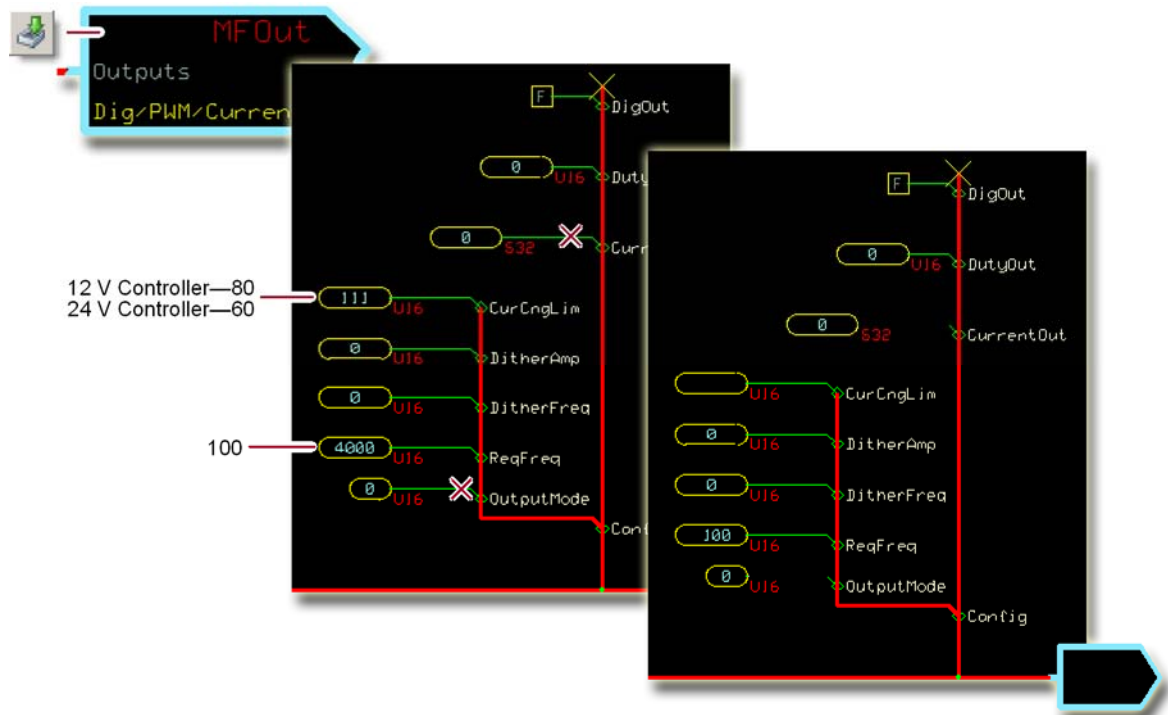 MFOut
Outputs
Dig/PWM/Curren
F
DigOut
0
U16
Duty
0
S32
Curr
12 V Controller—80
24 V Controller—60
111
U16
CurCngLim
0
U16
DitherAmp
0
U16
DitherFreq
100
4000
U16
ReqFreq
0
U16
OutputMode
Conf
F
DigOut
0
U16
DutyOut
0
S32
CurrentOut
U16
CurCngLim
0
U16
DitherAmp
0
U16
DitherFreq
100
U16
ReqFreq
0
U16
OutputMode
Config